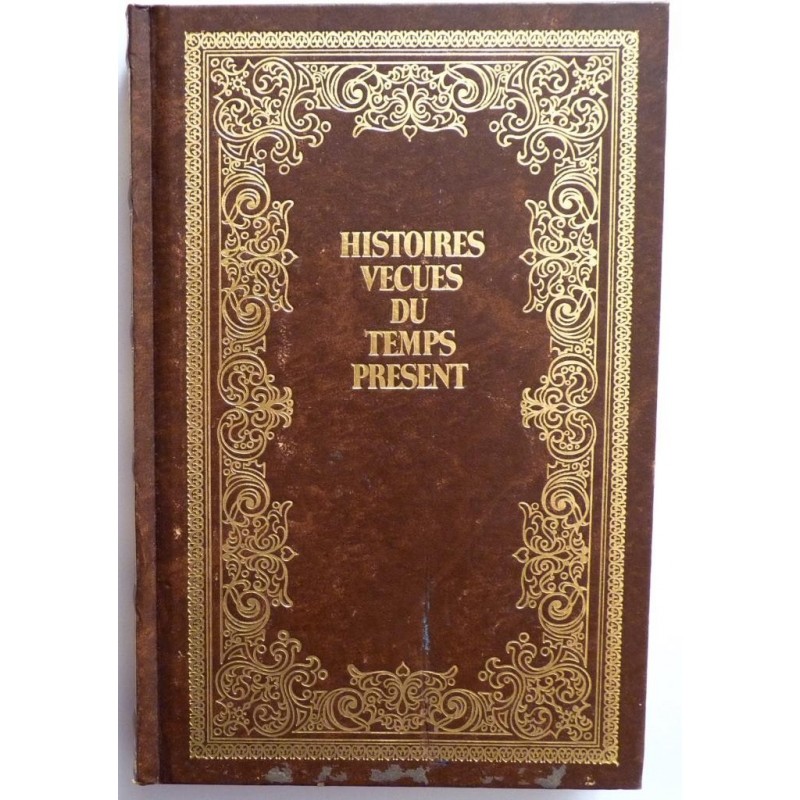 HISTOIRES
VECUES
DU
TEMPS
PRESENT